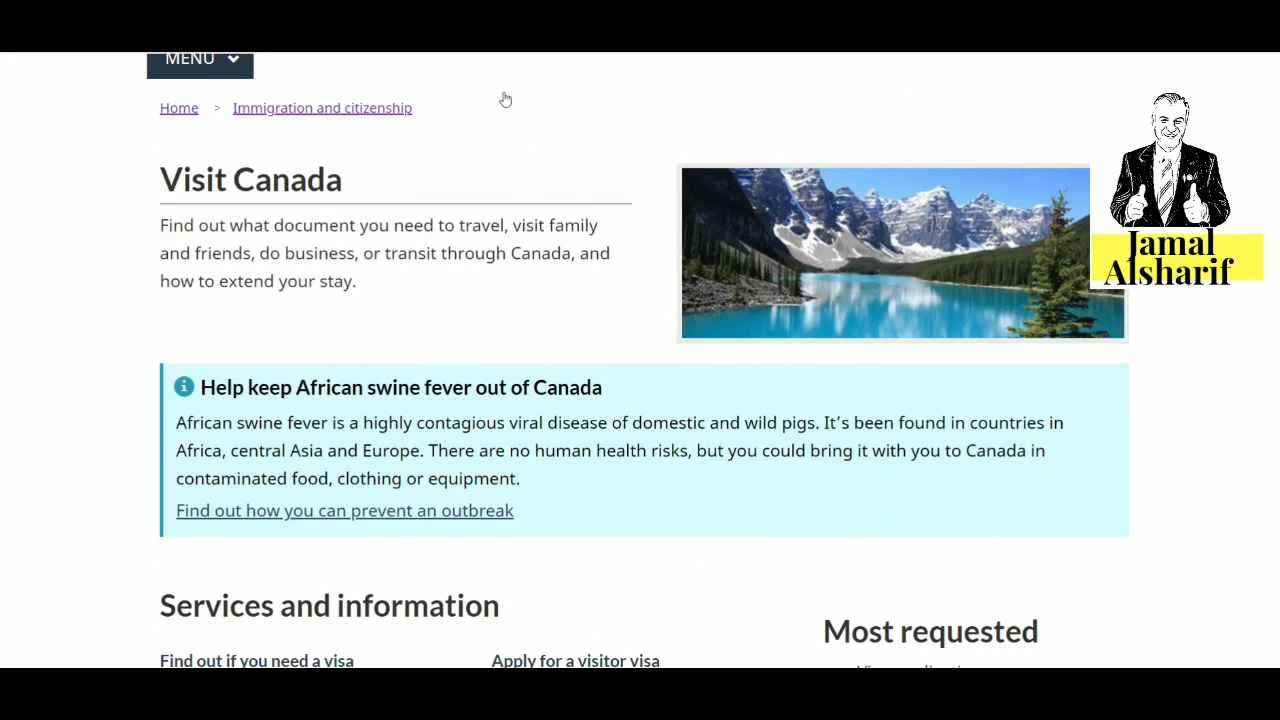 MENU
Home > Immigration and citizenship
Visit Canada
Find out what document you need to travel, visit family
and friends, do business, or transit through Canada, and
how to extend your stay.
Jamal
Alsharif
Help keep African swine fever out of Canada
African swine fever is a highly contagious viral disease of domestic and wild pigs. It’s been found in countries in
Africa, central Asia and Europe. There are no human health risks, but you could bring it with you to Canada in
contaminated food, clothing or equipment.
Find out how you can prevent an outbreak
Services and information
Most requested
Find out if you need a visa
Apply for a visitor visa